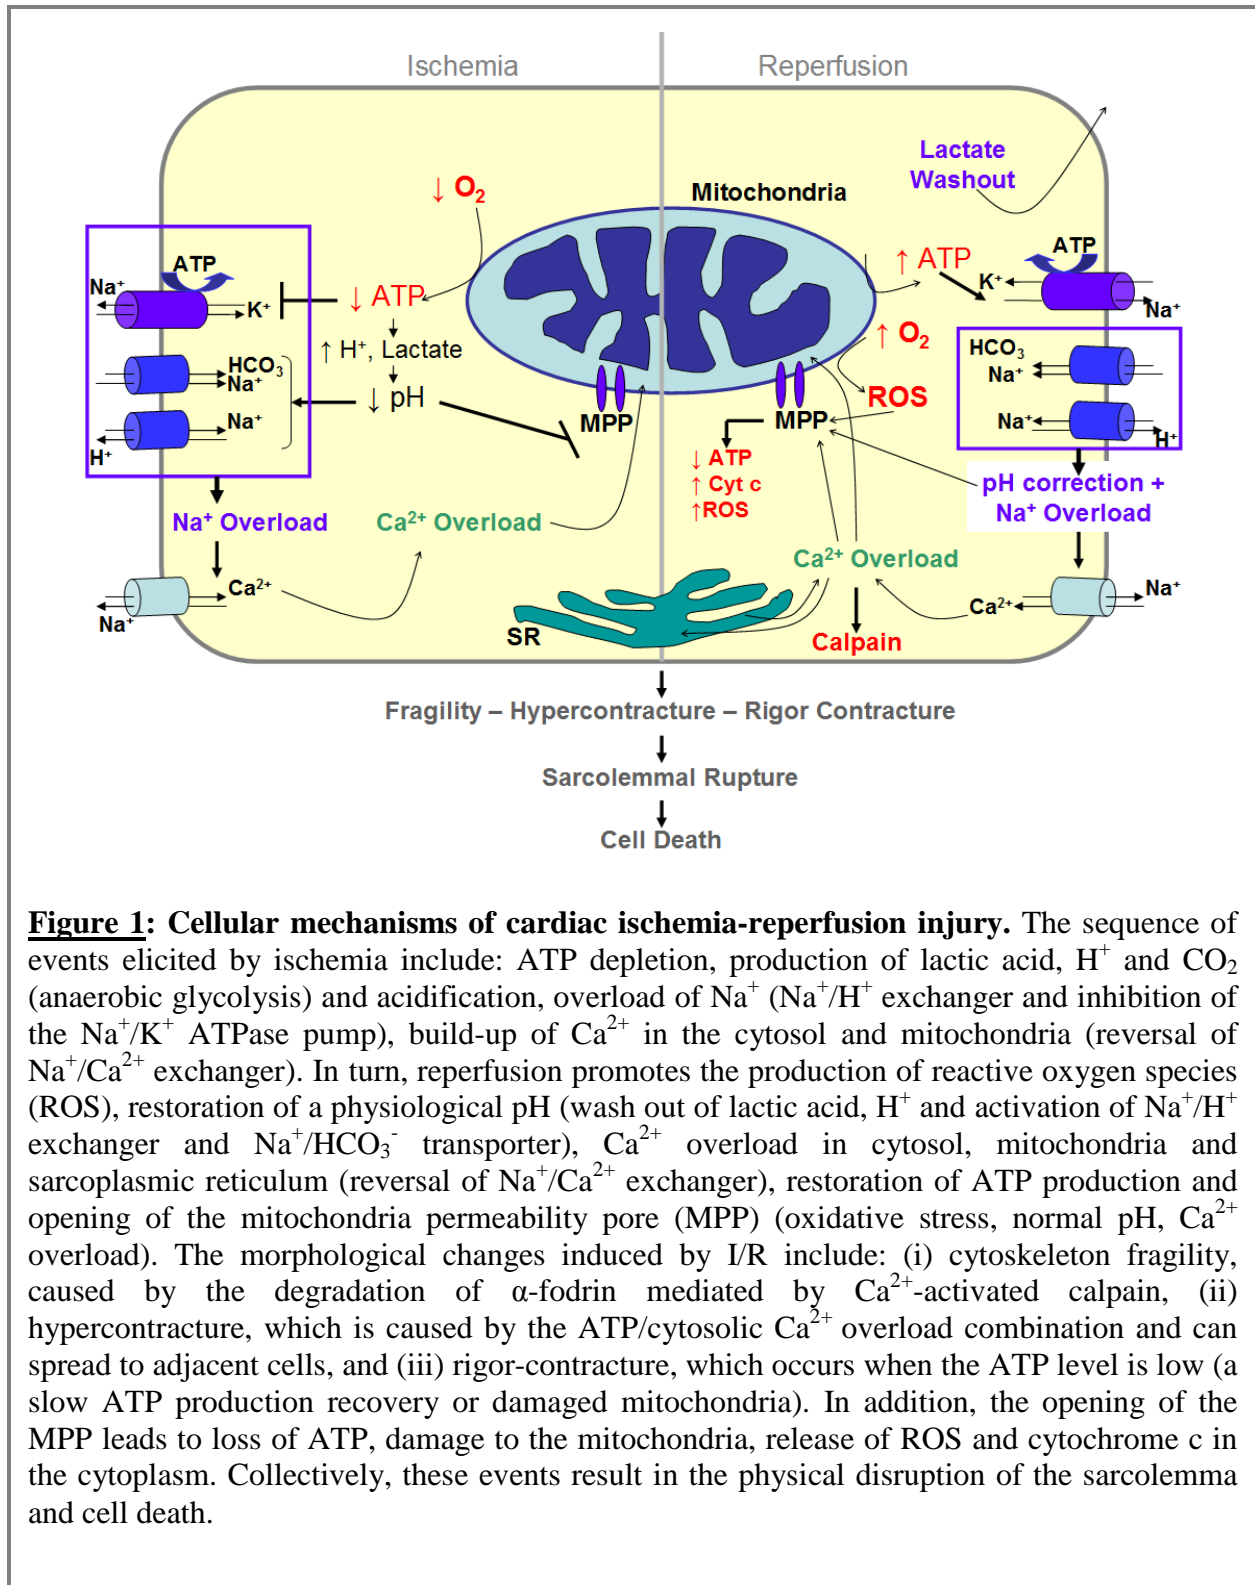 Ischemia
Reperfusion
Lactate
Washout
↓ O₂
Mitochondria
ATP
Na⁺
K⁺
↓ ATP
↑ H⁺, Lactate
↓ pH
HCO₃
Na⁺
Na⁺
H⁺
MPP
Na⁺ Overload
Ca²⁺ Overload
Ca²⁺
Na⁺
SR
↑ ATP
ATP
K⁺
Na⁺
↑ O₂
ROS
HCO₃
Na⁺
Na⁺
H⁺
MPP
↓ ATP
↑ Cyt c
↑ROS
pH correction +
Na⁺ Overload
Ca²⁺ Overload
Na⁺
Ca²⁺
Calpain
Fragility – Hypercontracture – Rigor Contracture
Sarcolemmal Rupture
Cell Death
Figure 1: Cellular mechanisms of cardiac ischemia-reperfusion injury. The sequence of
events elicited by ischemia include: ATP depletion, production of lactic acid, H⁺ and CO₂
(anaerobic glycolysis) and acidification, overload of Na⁺ (Na⁺/H⁺ exchanger and inhibition of
the Na⁺/K⁺ ATPase pump), build-up of Ca²⁺ in the cytosol and mitochondria (reversal of
Na⁺/Ca²⁺ exchanger). In turn, reperfusion promotes the production of reactive oxygen species
(ROS), restoration of a physiological pH (wash out of lactic acid, H⁺ and activation of Na⁺/H⁺
exchanger and Na⁺/HCO₃⁻ transporter), Ca²⁺ overload in cytosol, mitochondria and
sarcoplasmic reticulum (reversal of Na⁺/Ca²⁺ exchanger), restoration of ATP production and
opening of the mitochondria permeability pore (MPP) (oxidative stress, normal pH, Ca²⁺
overload). The morphological changes induced by I/R include: (i) cytoskeleton fragility,
caused by the degradation of α-fodrin mediated by Ca²⁺-activated calpain, (ii)
hypercontracture, which is caused by the ATP/cytosolic Ca²⁺ overload combination and can
spread to adjacent cells, and (iii) rigor-contracture, which occurs when the ATP level is low (a
slow ATP production recovery or damaged mitochondria). In addition, the opening of the
MPP leads to loss of ATP, damage to the mitochondria, release of ROS and cytochrome c in
the cytoplasm. Collectively, these events result in the physical disruption of the sarcolemma
and cell death.